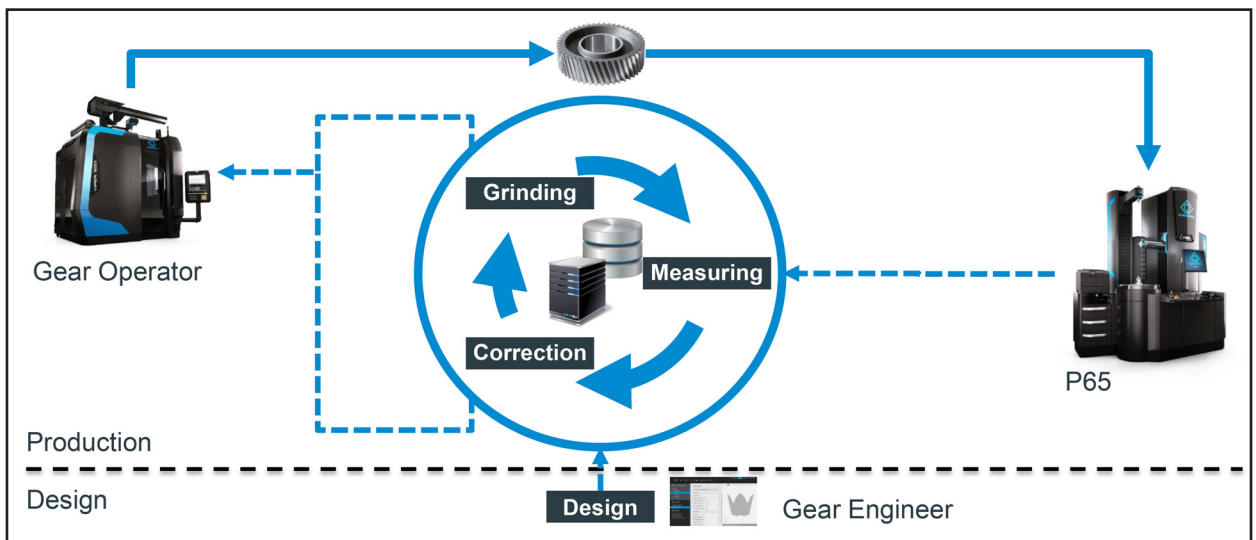 Grinding
Gear Operator
Measuring
Correction
P65
Production
Design
Design
Gear Engineer